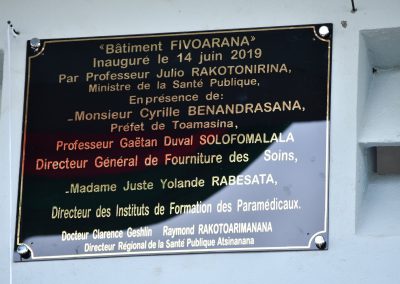 «Bâtiment FIVOARANA»
Inauguré le 14 juin 2019
Par Professeur Julio RAKOTONIRINA,
Ministre de la Santé Publique,
En présence de:
-Monsieur Cyrille BENANDRASANA,
Préfet de Toamasina,
Professeur Gaëtan Duval SOLOFOMALALA
Directeur Général de Fourniture des Soins,
-Madame Juste Yolande RABESATA,
Directeur des Instituts de Formation des Paramédicaux.
Docteur Clarence Geshlin Raymond RAKOTOARIMANANA
Directeur Régional de la Santé Publique Atsinanana